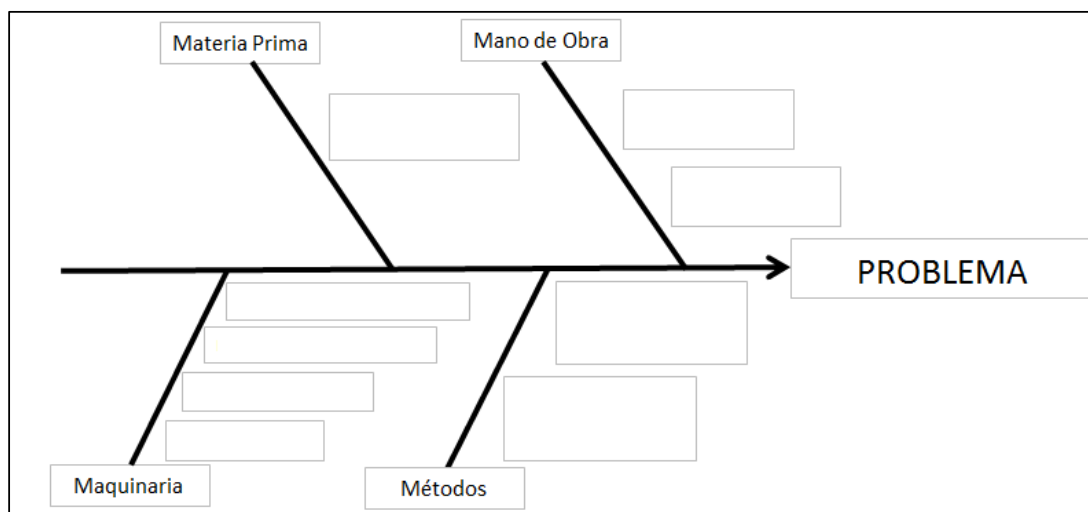 Materia Prima
Mano de Obra
PROBLEMA
Maquinaria
Métodos